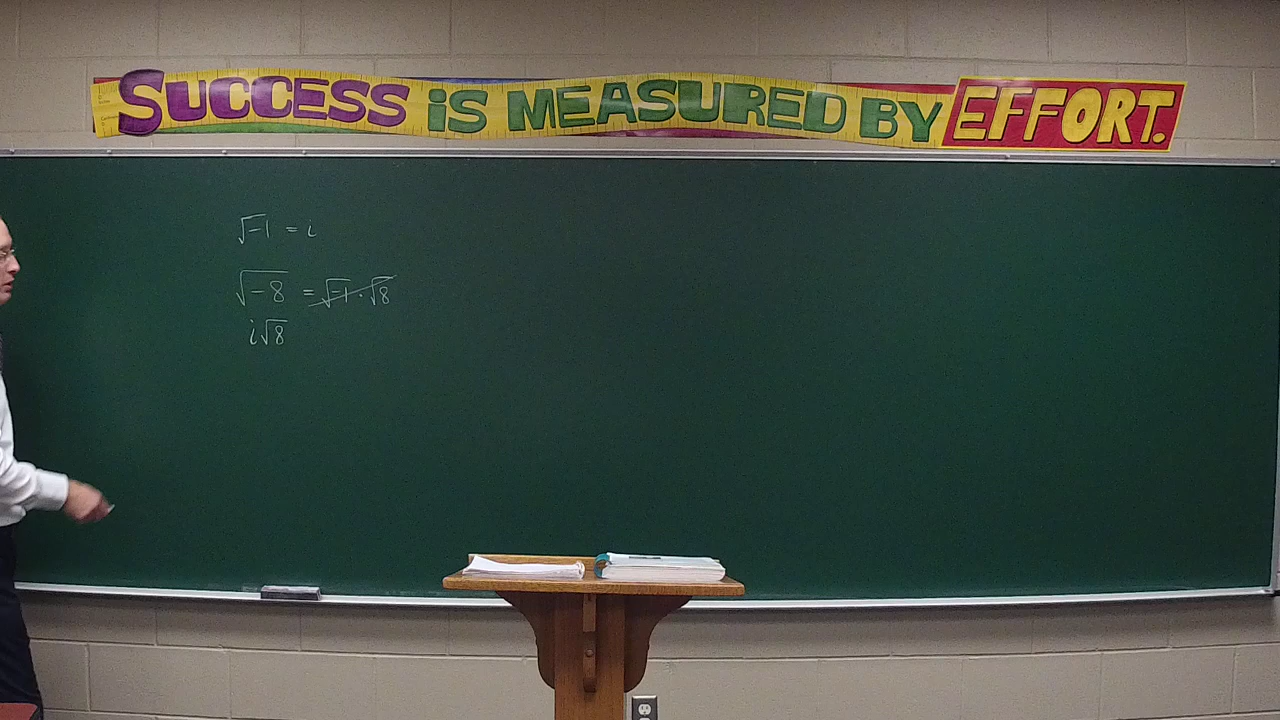 SUCCESS iS MEASURED BY EFFORT.
√-1 = i
√-8 = √-1 · √8
i√8